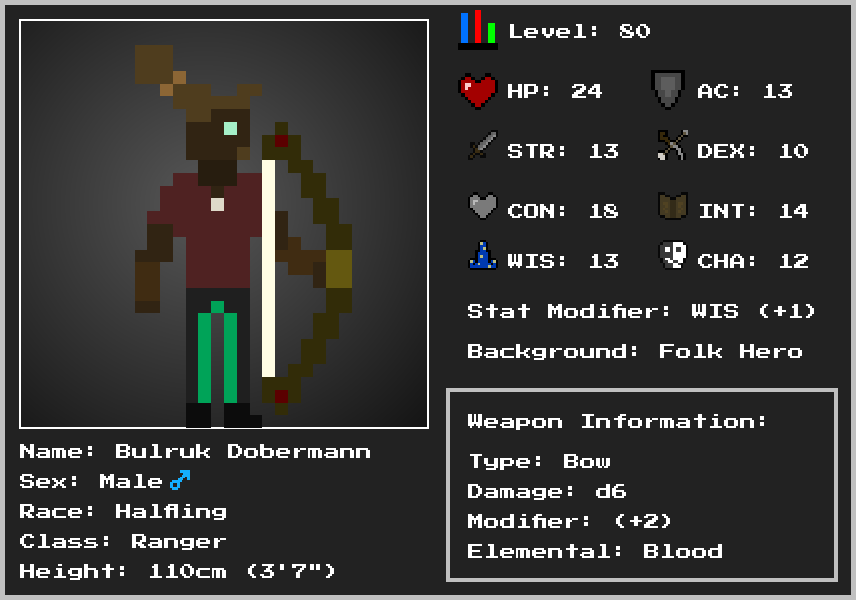 Level: 80
HP: 24 AC: 13
STR: 13 DEX: 10
CON: 18 INT: 14
WIS: 13 CHA: 12
Stat Modifier: WIS (+1)
Background: Folk Hero
Weapon Information:
Type: Bow
Damage: d6
Modifier: (+2)
Elemental: Blood
Name: Bulruk Dobermann
Sex: Male ♂
Race: Halfling
Class: Ranger
Height: 110cm (3'7")